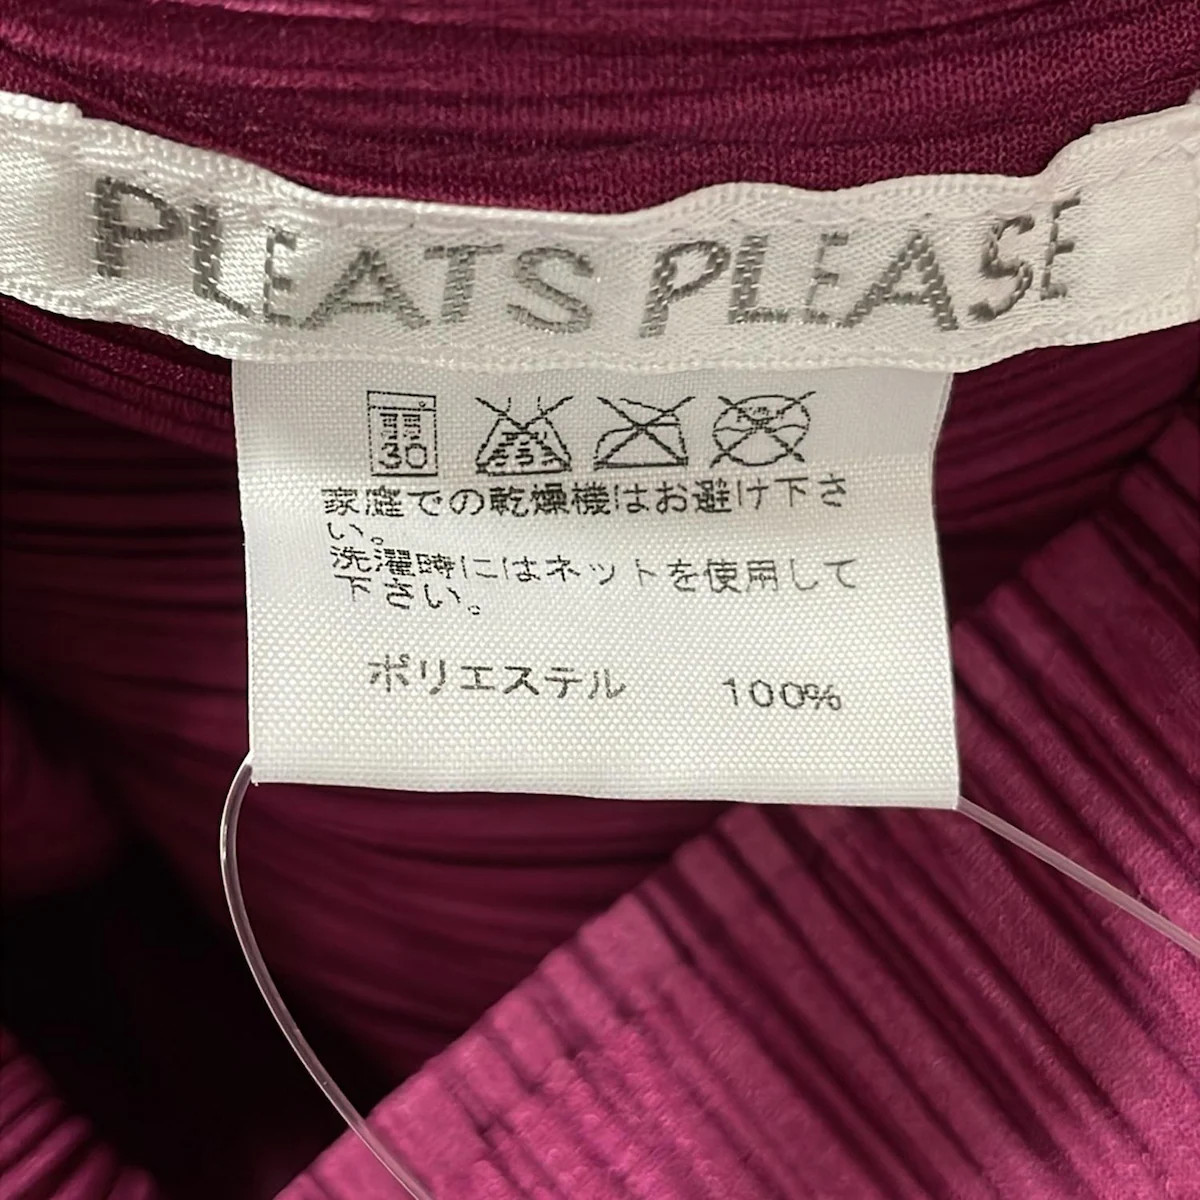 PLEATS PLEASE
30
家庭での乾燥機はお避け下さ
い。
洗濯時にはネットを使用して
下さい。
ポリエステル 100%